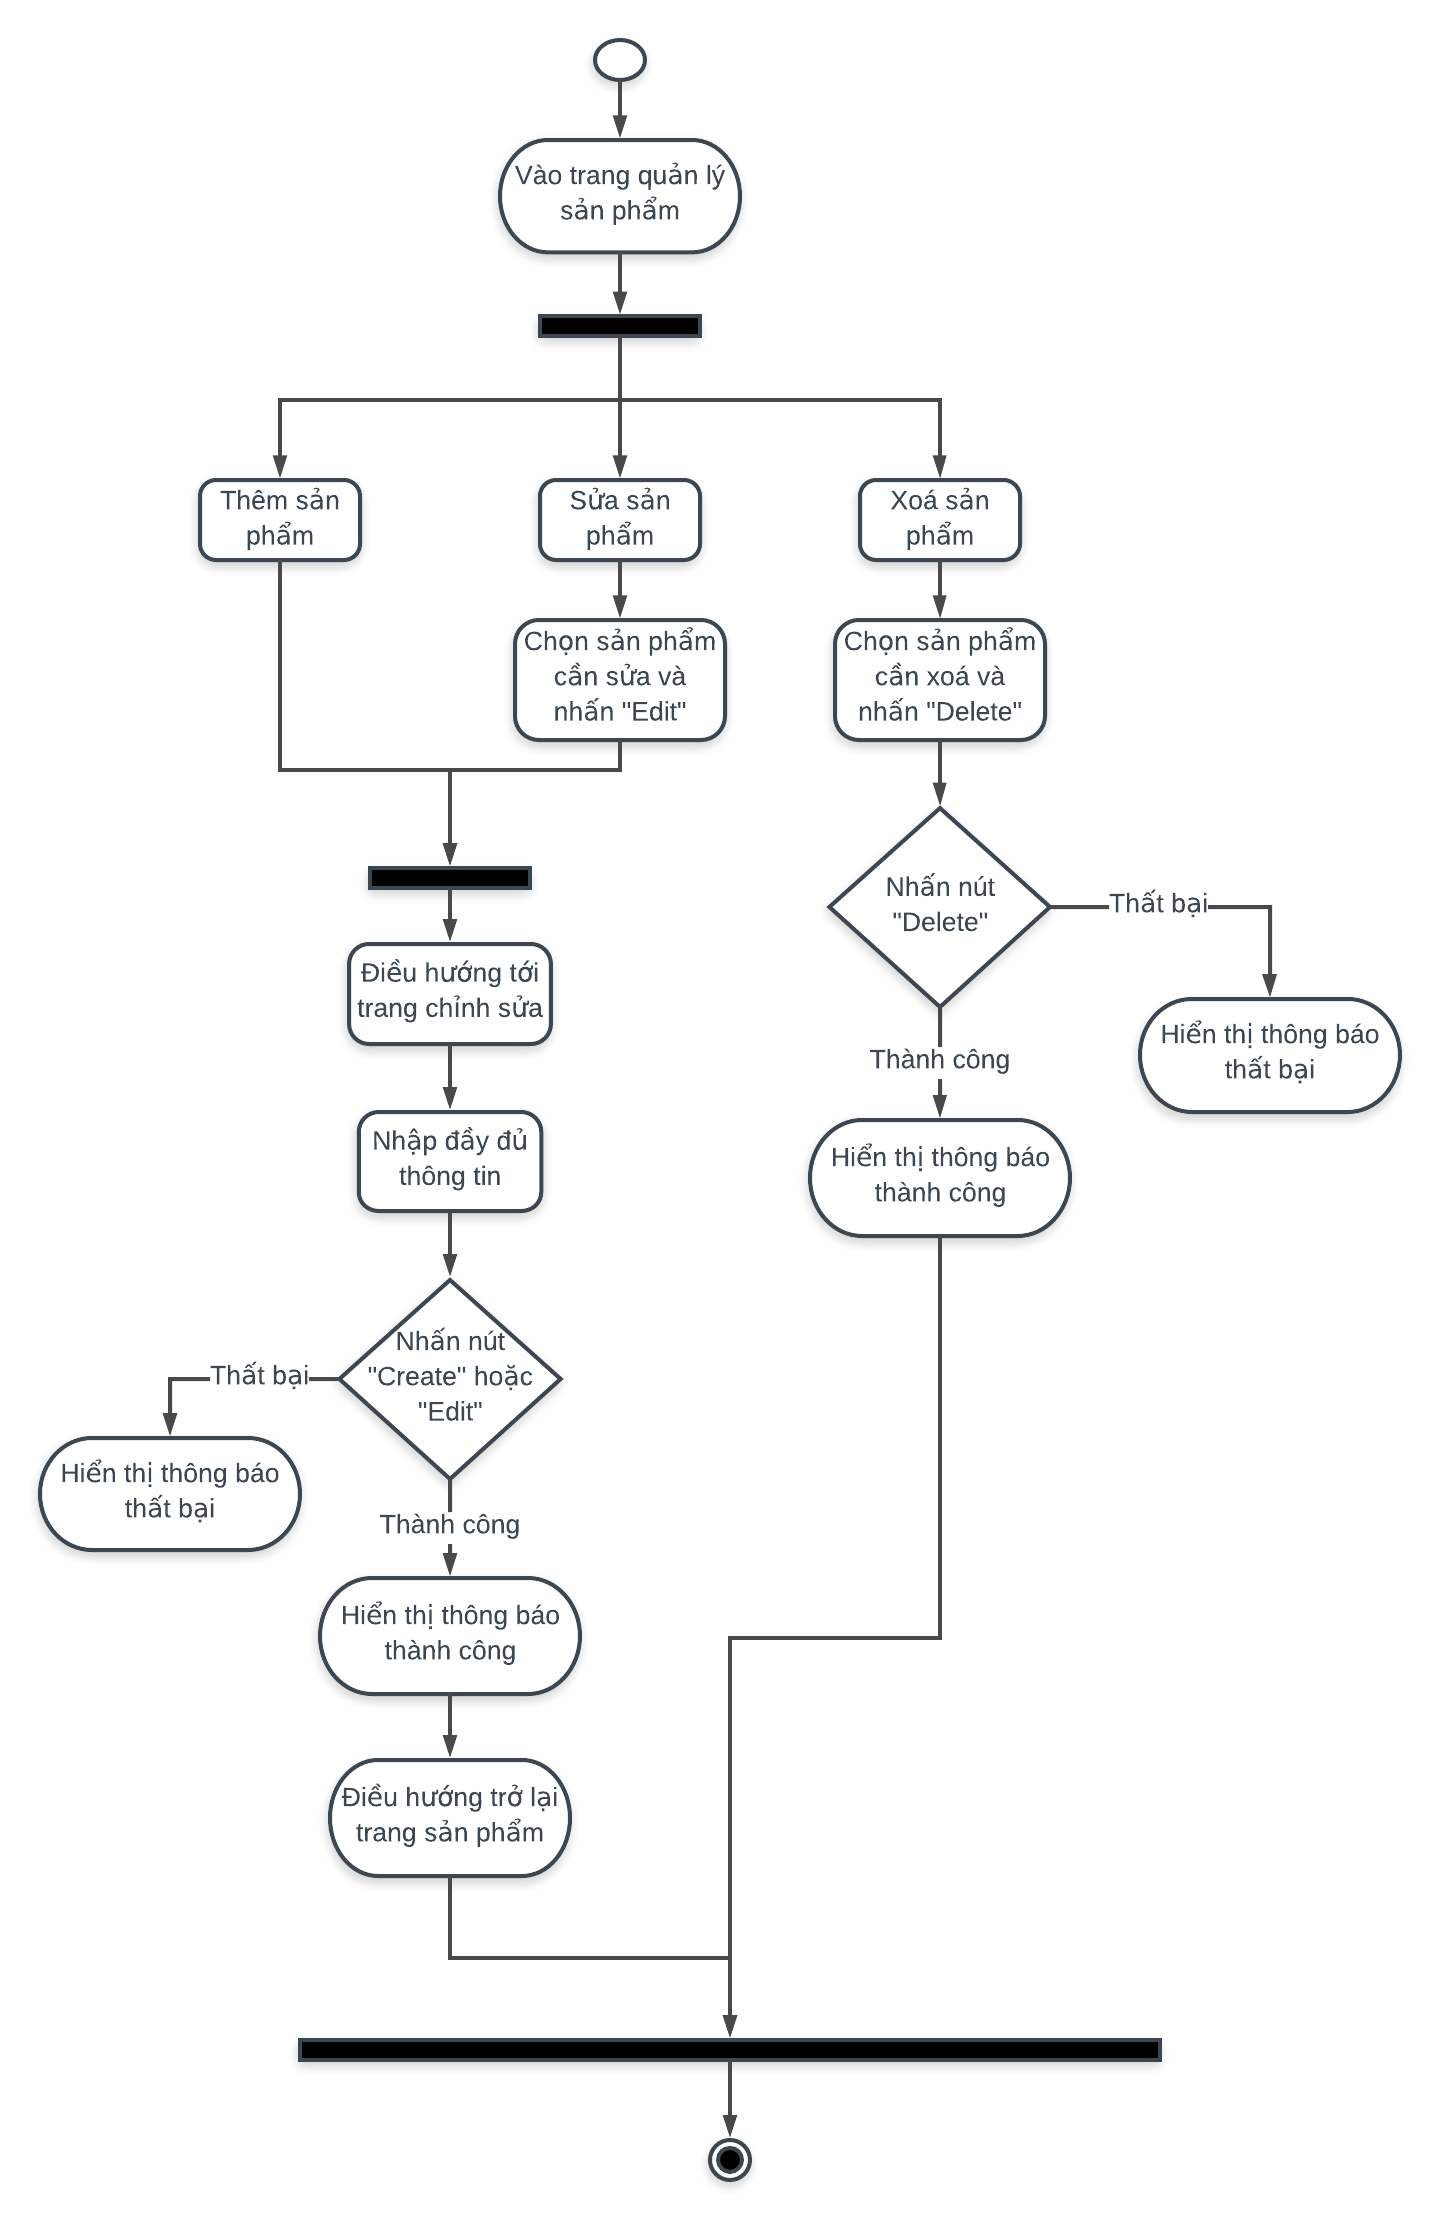 Vào trang quản lý
sản phẩm
Thêm sản
phẩm
Sửa sản
phẩm
Xoá sản
phẩm
Chọn sản phẩm
cần sửa và
nhấn "Edit"
Chọn sản phẩm
cần xoá và
nhấn "Delete"
Nhấn nút
"Delete"
Thất bại
Điều hướng tới
trang chỉnh sửa
Hiển thị thông báo
thất bại
Thành công
Nhập đầy đủ
thông tin
Hiển thị thông báo
thành công
Nhấn nút
"Create" hoặc
"Edit"
Thất bại
Hiển thị thông báo
thất bại
Thành công
Hiển thị thông báo
thành công
Điều hướng trở lại
trang sản phẩm